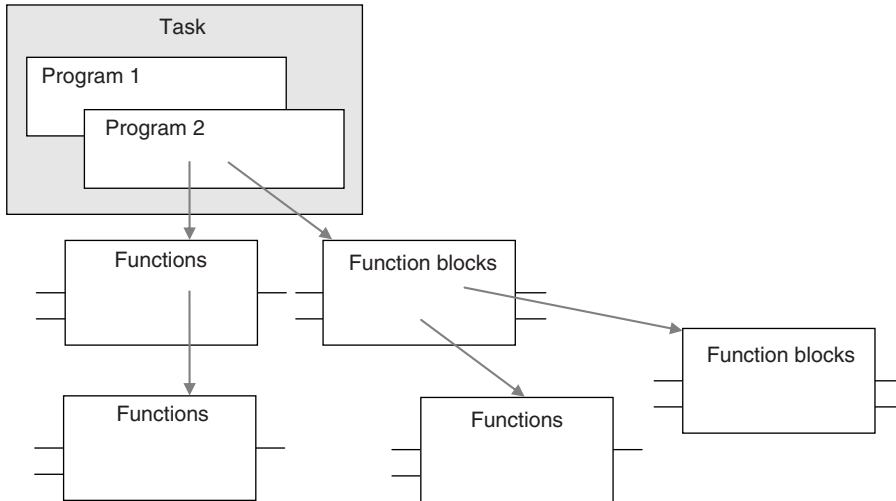 Task
Program 1
Program 2
Functions
Function blocks
Function blocks
Functions
Functions